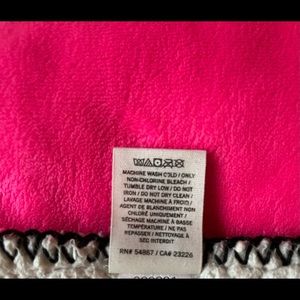 MACHINE WASH COLD / ONLY
NON-CHLORINE BLEACH /
TUMBLE DRY LOW / DO NOT
IRON / DO NOT DRY CLEAN /
LAVAGE À MACHINE À FROID /
AGENT DE BLANCHIMENT NON
CHLORÉ UNIQUEMENT /
SÉCHAGE MACHINE À BASSE
TEMPÉRATURE / NE PAS
REPASSER / NETTOYAGE À
SEC INTERDIT
RN# 54867 / CA# 23226